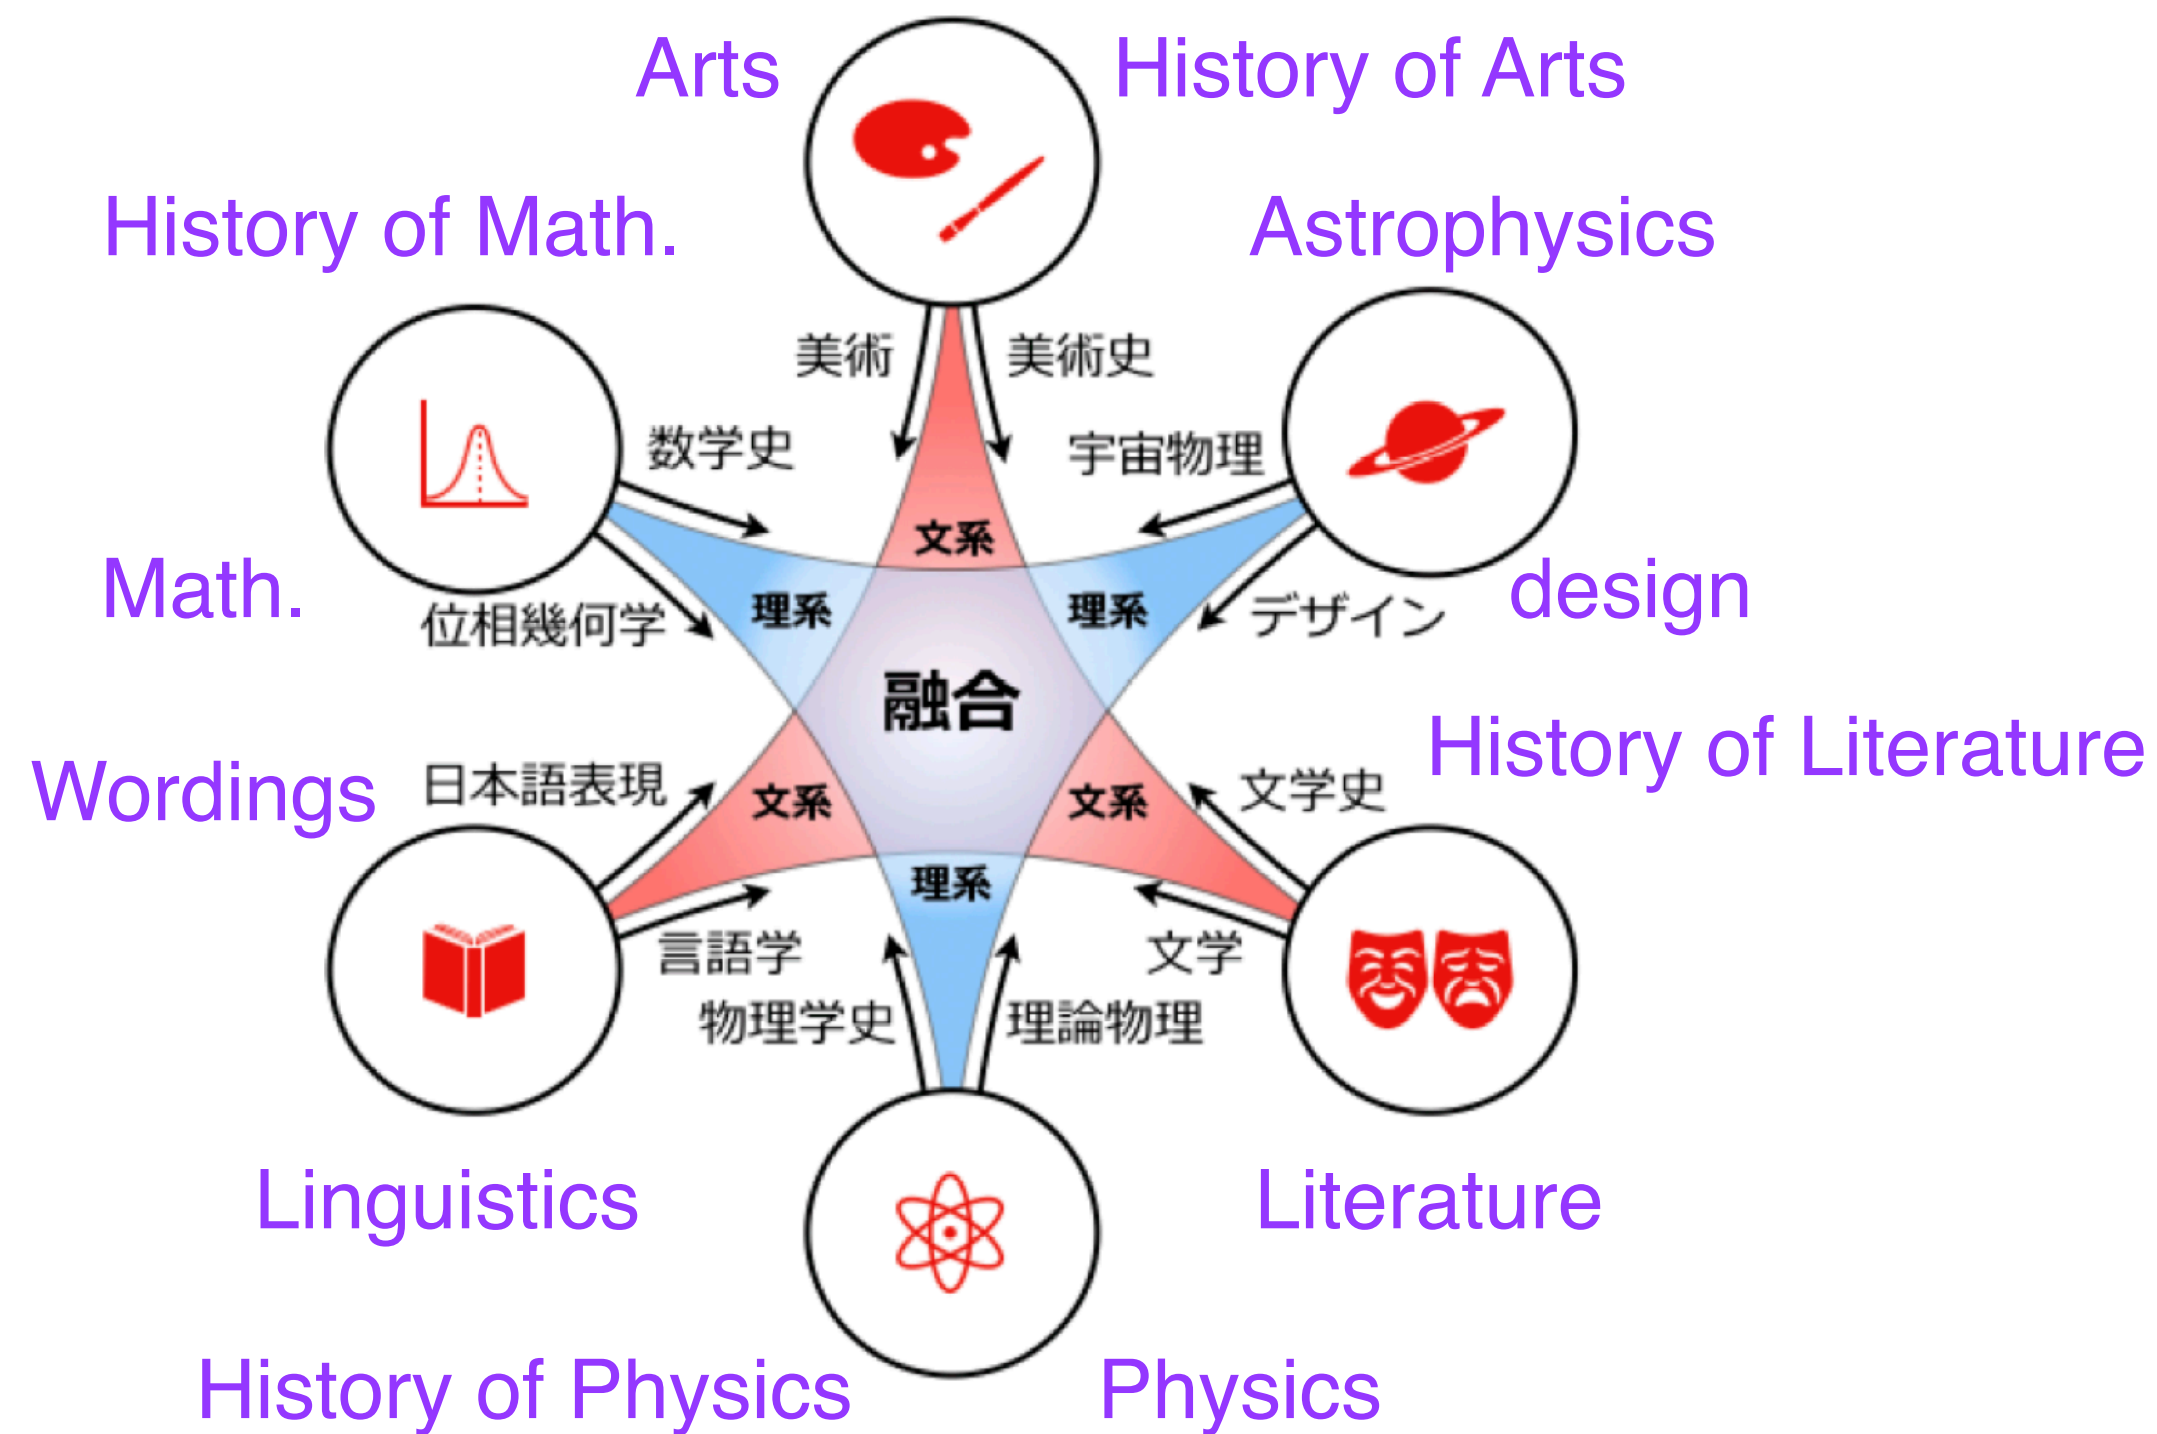 Arts
History of Arts
History of Math.
Astrophysics
美術
美術史
数学史
宇宙物理
文系
Math.
位相幾何学
理系
理系
デザイン
design
融合
Wordings
日本語表現
文系
文系
文学史
History of Literature
理系
言語学
文学
物理学史
理論物理
Linguistics
Literature
History of Physics
Physics